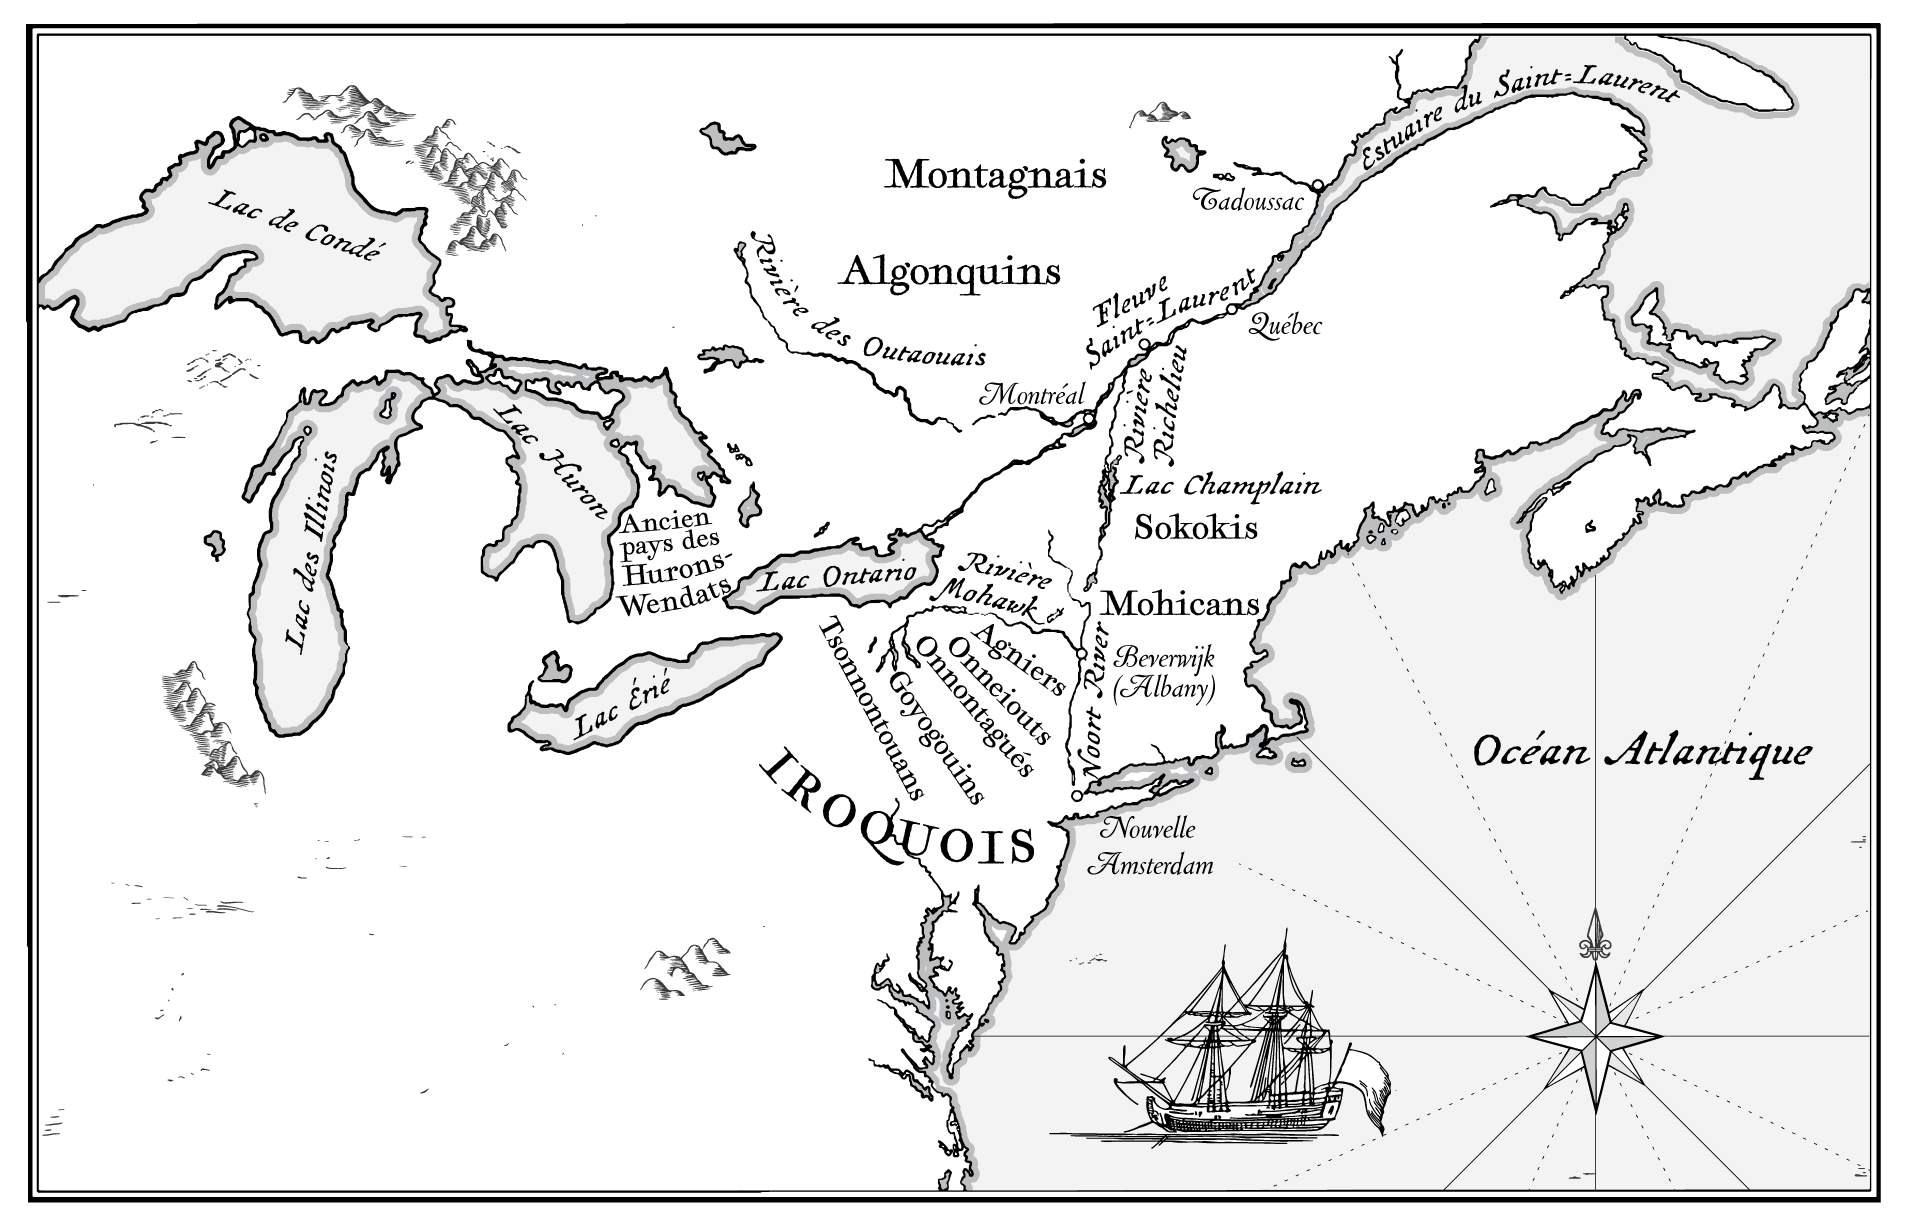 Estuaire du Saint=Laurent
Montagnais
Tadoussac
Lac de Condé
Algonquins
Rivière des Outaouais
Fleuve
Saint=Laurent
Québec
Montréal
Rivière
Richelieu
Lac Huron
Lac des Illinois
Lac Champlain
Sokokis
Ancien
pays des
Hurons-
Wendats
Lac Ontario
Rivière
Mohawk
Mohicans
Agniers
Onneiouts
Onnontagués
Goyogouins
Tsonnontouans
Noort River
Beverwijk
(Albany)
Lac Érié
IROQUOIS
Océan Atlantique
Nouvelle
Amsterdam